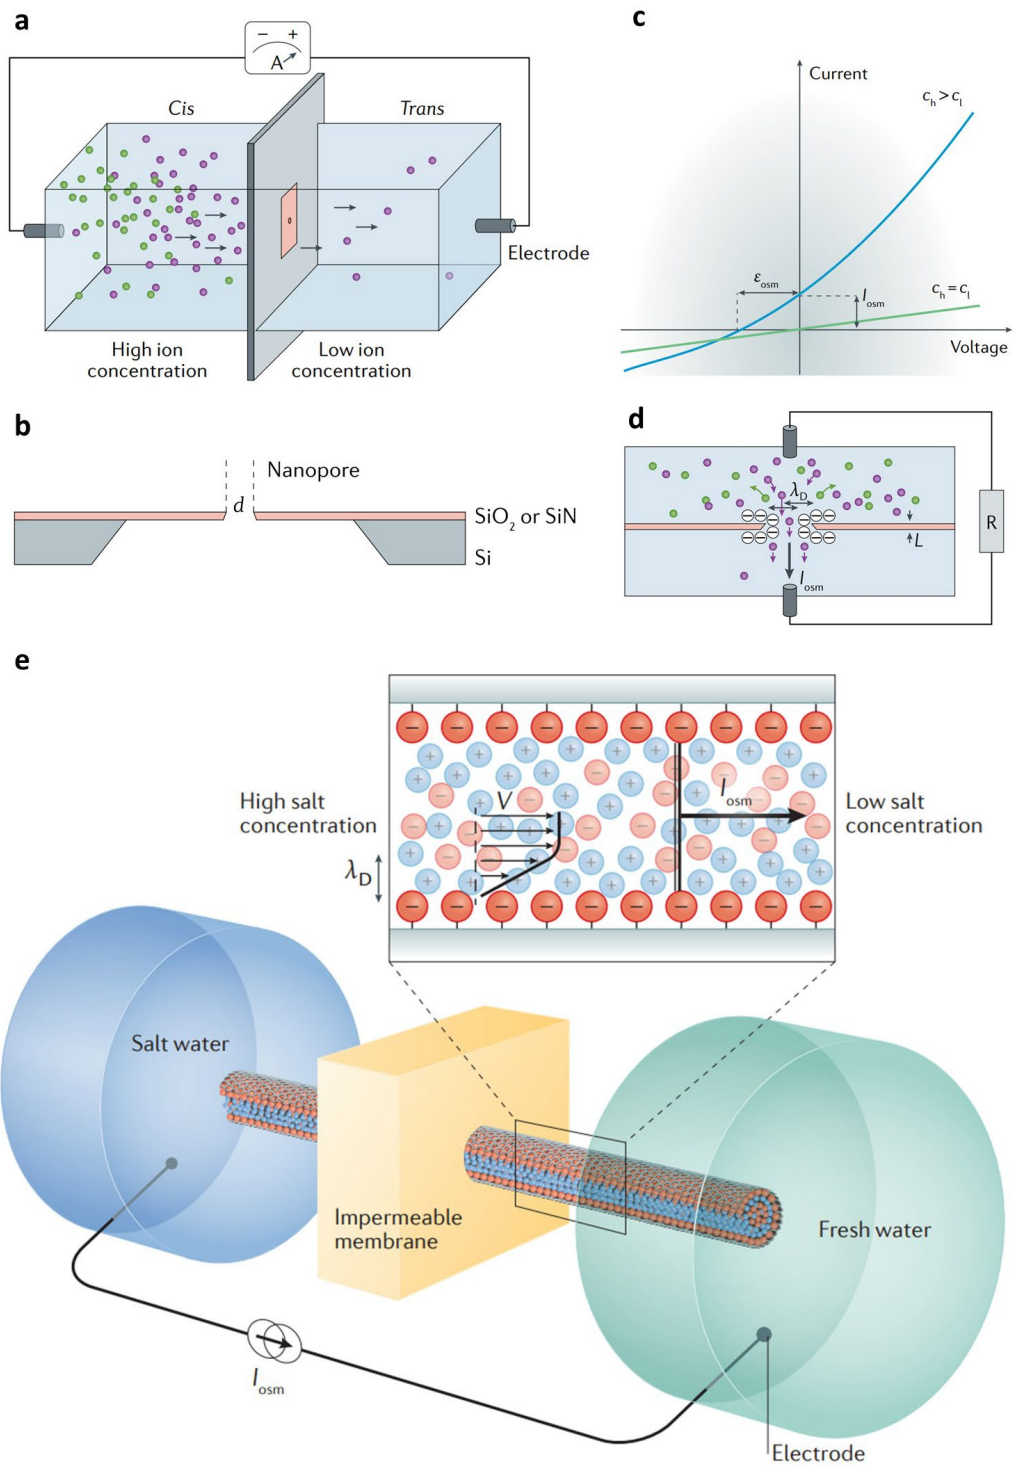 a
− +
A
Cis
Trans
Electrode
High ion
concentration
Low ion
concentration
b
Nanopore
d
SiO₂ or SiN
Si
c
Current
cₕ > cₗ
εosm
Iosm
cₕ = cₗ
Voltage
d
λD
L
R
Iosm
e
High salt
concentration
V
Iosm
Low salt
concentration
λD
Salt water
Impermeable
membrane
Fresh water
Iosm
Electrode